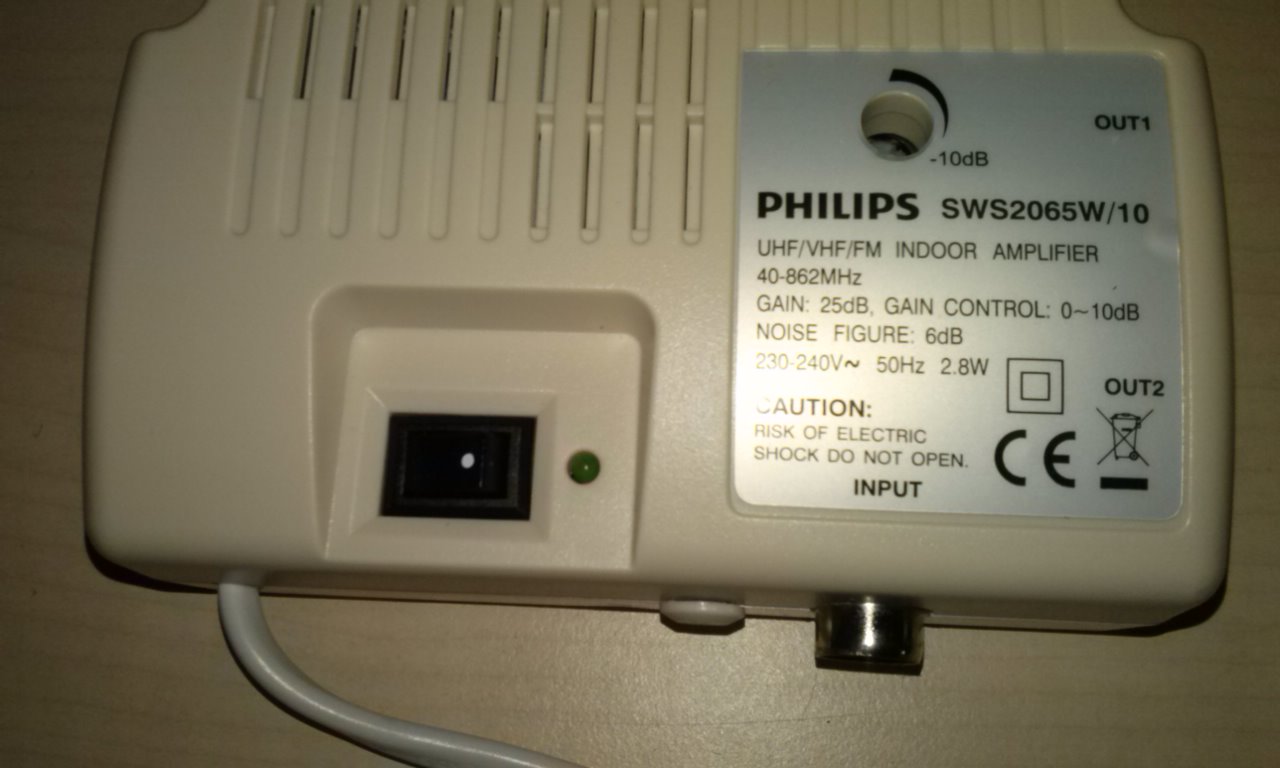 OUT1
-10dB
PHILIPS SWS2065W/10
UHF/VHF/FM INDOOR AMPLIFIER
40-862MHz
GAIN: 25dB, GAIN CONTROL: 0~10dB
NOISE FIGURE: 6dB
230-240V~ 50Hz 2.8W
OUT2
CAUTION:
RISK OF ELECTRIC
SHOCK DO NOT OPEN.
CE
INPUT